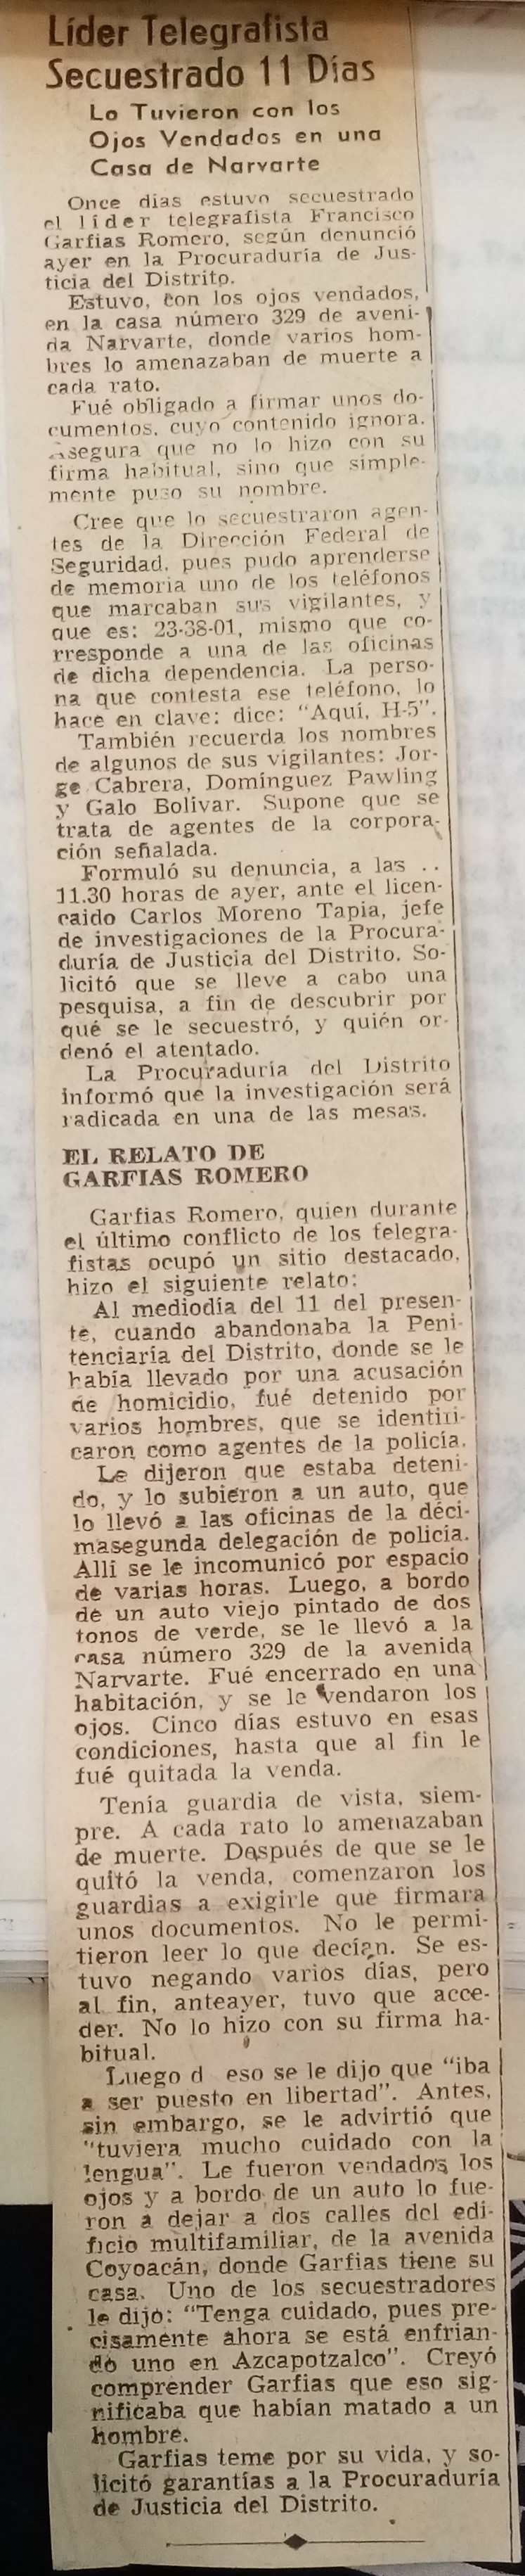 Líder Telegrafista
Secuestrado 11 Días
Lo Tuvieron con los
Ojos Vendados en una
Casa de Narvarte
Once días estuvo secuestrado
el líder telegrafista Francisco
Garfias Romero, según denunció
ayer en la Procuraduría de Jus-
ticia del Distrito.
Estuvo, con los ojos vendados,
en la casa número 329 de aveni-
da Narvarte, donde varios hom-
bres lo amenazaban de muerte a
cada rato.
Fué obligado a firmar unos do-
cumentos, cuyo contenido ignora.
Asegura que no lo hizo con su
firma habitual, sino que simple-
mente puso su nombre.
Cree que lo secuestraron agen-
tes de la Dirección Federal de
Seguridad, pues pudo aprenderse
de memoria uno de los teléfonos
que marcaban sus vigilantes, y
que es: 23-38-01, mismo que co-
rresponde a una de las oficinas
de dicha dependencia. La perso-
na que contesta ese teléfono, lo
hace en clave: dice: "Aquí, H-5".
También recuerda los nombres
de algunos de sus vigilantes: Jor-
ge Cabrera, Domínguez Pawling
y Galo Bolivar. Supone que se
trata de agentes de la corpora-
ción señalada.
Formuló su denuncia, a las ..
11.30 horas de ayer, ante el licen-
caido Carlos Moreno Tapia, jefe
de investigaciones de la Procura-
duría de Justicia del Distrito. So-
licitó que se lleve a cabo una
pesquisa, a fin de descubrir por
qué se le secuestró, y quién or-
denó el atentado.
La Procuraduría del Distrito
informó que la investigación será
radicada en una de las mesas.
EL RELATO DE
GARFIAS ROMERO
Garfias Romero, quien durante
el último conflicto de los telegra-
fistas ocupó un sitio destacado,
hizo el siguiente relato:
Al mediodía del 11 del presen-
te, cuando abandonaba la Peni-
tenciaría del Distrito, donde se le
había llevado por una acusación
de homicidio, fué detenido por
varios hombres, que se identifi-
caron como agentes de la policía.
Le dijeron que estaba deteni-
do, y lo subieron a un auto, que
lo llevó a las oficinas de la déci-
masegunda delegación de policía.
Allí se le incomunicó por espacio
de varias horas. Luego, a bordo
de un auto viejo pintado de dos
tonos de verde, se le llevó a la
casa número 329 de la avenida
Narvarte. Fué encerrado en una
habitación, y se le vendaron los
ojos. Cinco días estuvo en esas
condiciones, hasta que al fin le
fué quitada la venda.
Tenía guardia de vista, siem-
pre. A cada rato lo amenazaban
de muerte. Después de que se le
quitó la venda, comenzaron los
guardias a exigirle que firmara
unos documentos. No le permi-
tieron leer lo que decían. Se es-
tuvo negando varios días, pero
al fin, anteayer, tuvo que acce-
der. No lo hizo con su firma ha-
bitual.
Luego d eso se le dijo que "iba
a ser puesto en libertad". Antes,
sin embargo, se le advirtió que
"tuviera mucho cuidado con la
lengua". Le fueron vendados los
ojos y a bordo de un auto lo fue-
ron a dejar a dos calles del edi-
ficio multifamiliar, de la avenida
Coyoacán, donde Garfias tiene su
casa. Uno de los secuestradores
le dijo: "Tenga cuidado, pues pre-
cisamente ahora se está enfrian-
do uno en Azcapotzalco". Creyó
comprender Garfias que eso sig-
nificaba que habían matado a un
hombre.
Garfias teme por su vida, y so-
licitó garantías a la Procuraduría
de Justicia del Distrito.